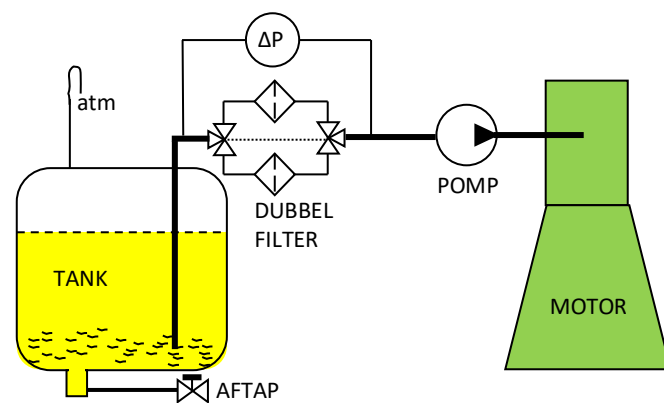 ΔP
atm
POMP
DUBBEL
FILTER
TANK
MOTOR
AFTAP